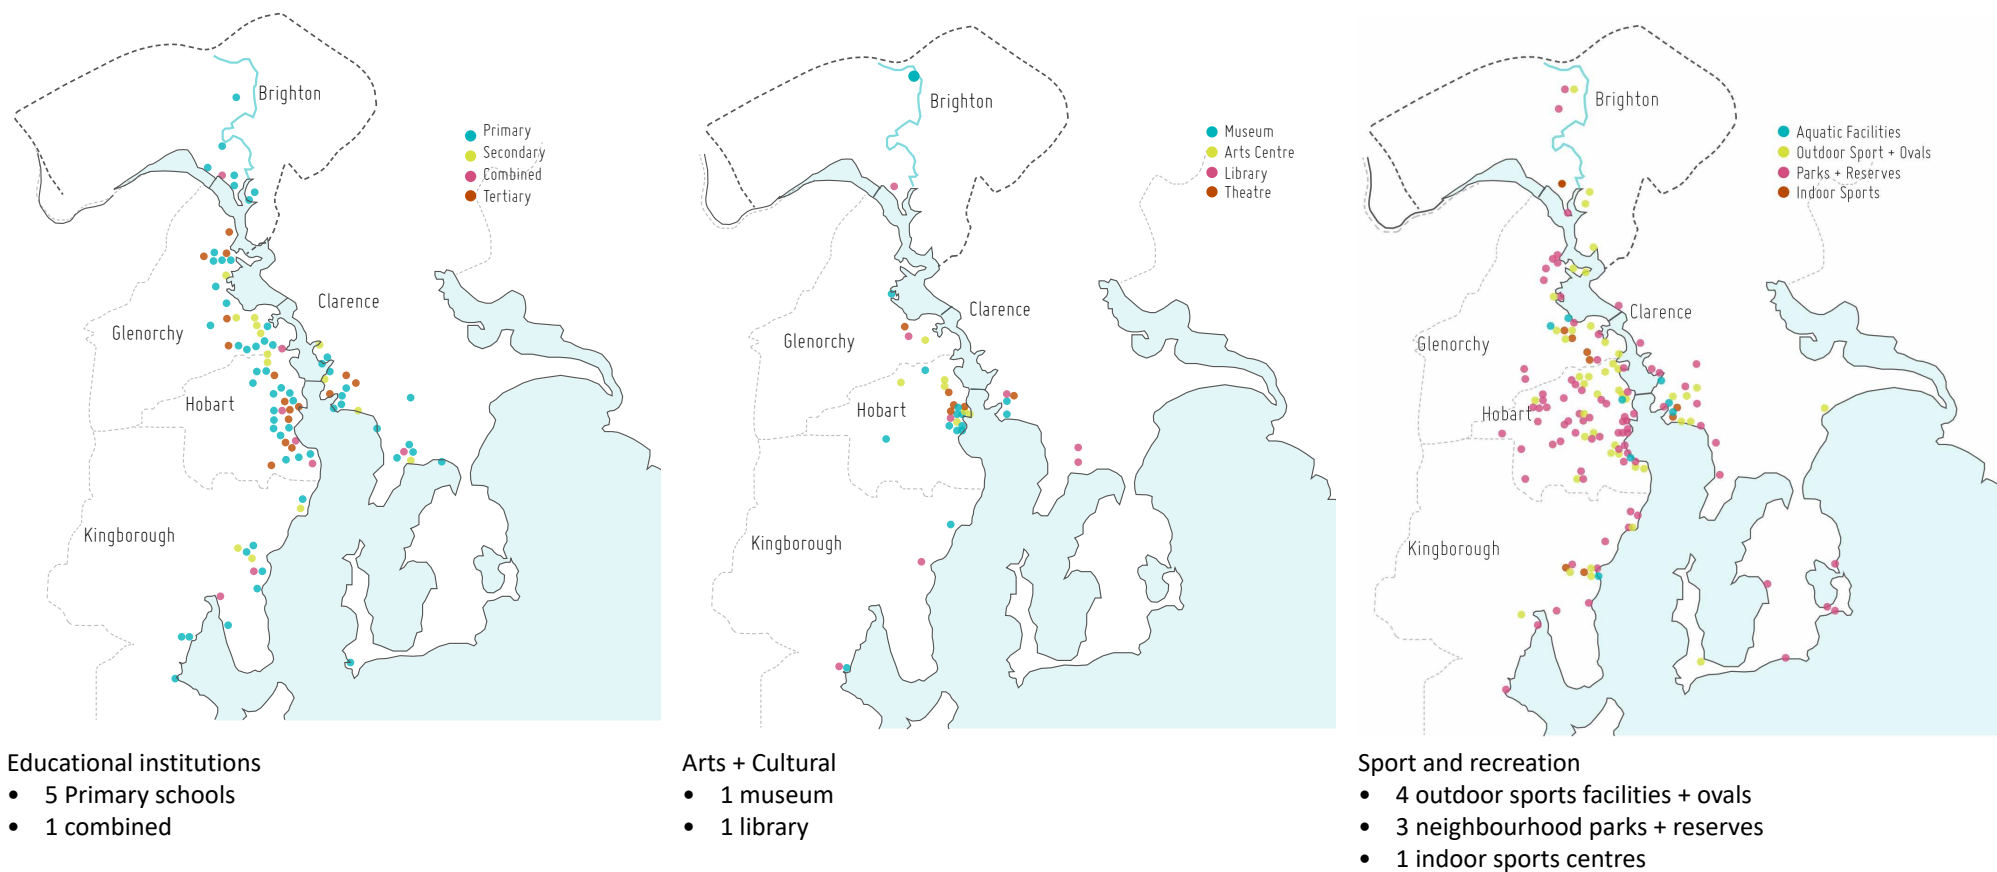 Brighton
Primary
Secondary
Combined
Tertiary
Clarence
Glenorchy
Hobart
Kingborough
Brighton
Museum
Arts Centre
Library
Theatre
Clarence
Glenorchy
Hobart
Kingborough
Brighton
Aquatic Facilities
Outdoor Sport + Ovals
Parks + Reserves
Indoor Sports
Clarence
Glenorchy
Hobart
Kingborough
Educational institutions
• 5 Primary schools
• 1 combined
Arts + Cultural
• 1 museum
• 1 library
Sport and recreation
• 4 outdoor sports facilities + ovals
• 3 neighbourhood parks + reserves
• 1 indoor sports centres